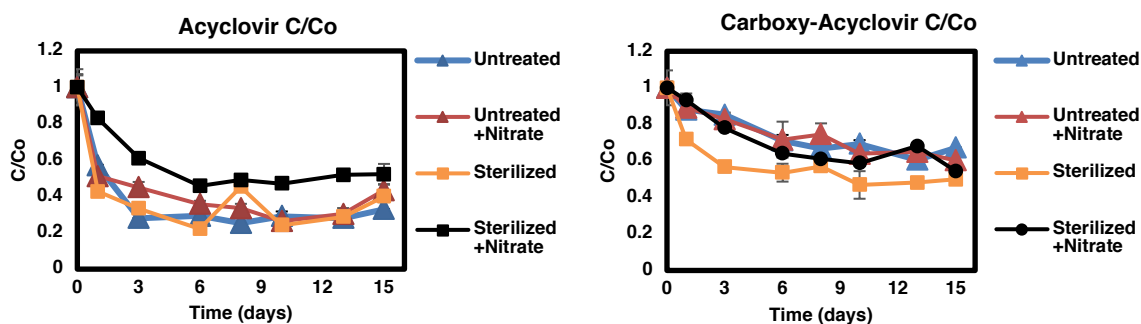 Acyclovir C/Co
C/Co
1.2
1
0.8
0.6
0.4
0.2
0
0 3 6 9 12 15
Time (days)
Untreated
Untreated
+Nitrate
Sterilized
Sterilized
+Nitrate
Carboxy-Acyclovir C/Co
C/Co
1.2
1
0.8
0.6
0.4
0.2
0
0 3 6 9 12 15
Time (days)
Untreated
Untreated
+Nitrate
Sterilized
Sterilized
+Nitrate